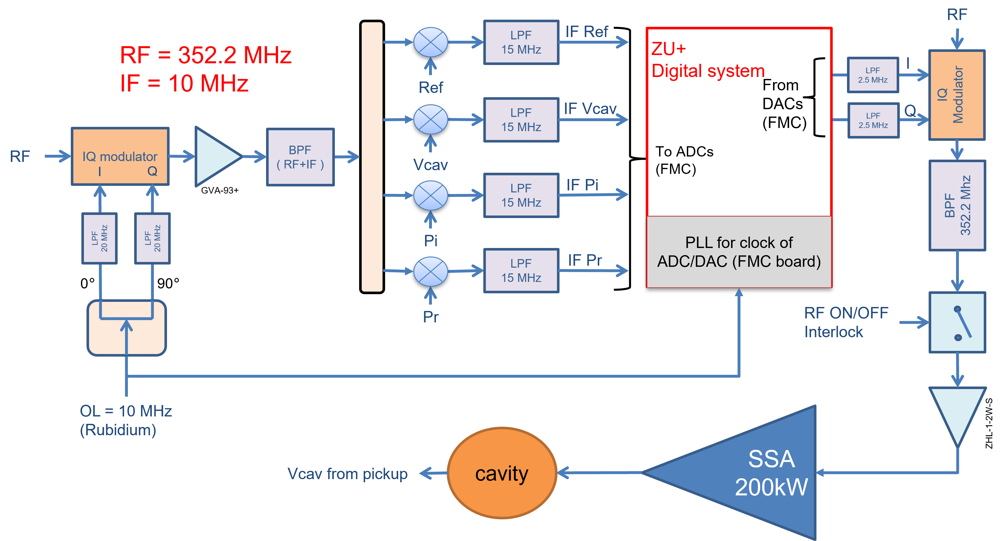 RF = 352.2 MHz
IF = 10 MHz
RF
IQ modulator
I
Q
GVA-93+
BPF
( RF+IF )
LPF
20 MHz
LPF
20 MHz
0°
90°
OL = 10 MHz
(Rubidium)
Ref
Vcav
Pi
Pr
LPF
15 MHz
IF Ref
LPF
15 MHz
IF Vcav
LPF
15 MHz
IF Pi
LPF
15 MHz
IF Pr
ZU+
Digital system
From
DACs
(FMC)
To ADCs
(FMC)
PLL for clock of
ADC/DAC (FMC board)
LPF
2.5 MHz
I
LPF
2.5 MHz
Q
RF
IQ
Modulator
BPF
352.2 Mhz
RF ON/OFF
Interlock
ZHL-1-2W-S
SSA
200kW
cavity
Vcav from pickup